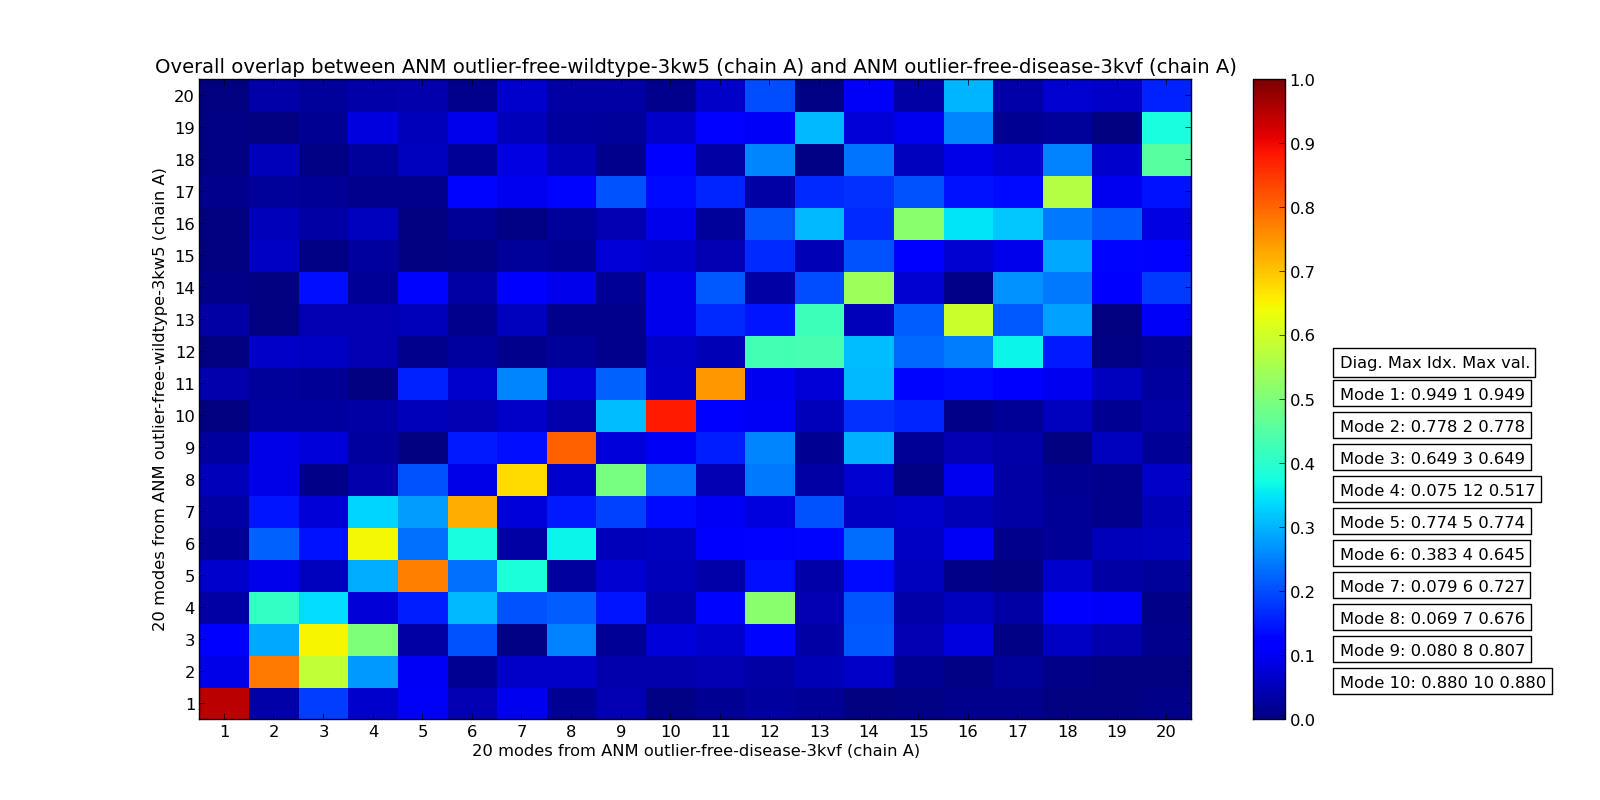 Overall overlap between ANM outlier-free-wildtype-3kw5 (chain A) and ANM outlier-free-disease-3kvf (chain A)
20 modes from ANM outlier-free-wildtype-3kw5 (chain A)
20
19
18
17
16
15
14
13
12
11
10
9
8
7
6
5
4
3
2
1
1 2 3 4 5 6 7 8 9 10 11 12 13 14 15 16 17 18 19 20
20 modes from ANM outlier-free-disease-3kvf (chain A)
1.0
0.9
0.8
0.7
0.6
0.5
0.4
0.3
0.2
0.1
0.0
Diag. Max Idx. Max val.
Mode 1: 0.949 1 0.949
Mode 2: 0.778 2 0.778
Mode 3: 0.649 3 0.649
Mode 4: 0.075 12 0.517
Mode 5: 0.774 5 0.774
Mode 6: 0.383 4 0.645
Mode 7: 0.079 6 0.727
Mode 8: 0.069 7 0.676
Mode 9: 0.080 8 0.807
Mode 10: 0.880 10 0.880